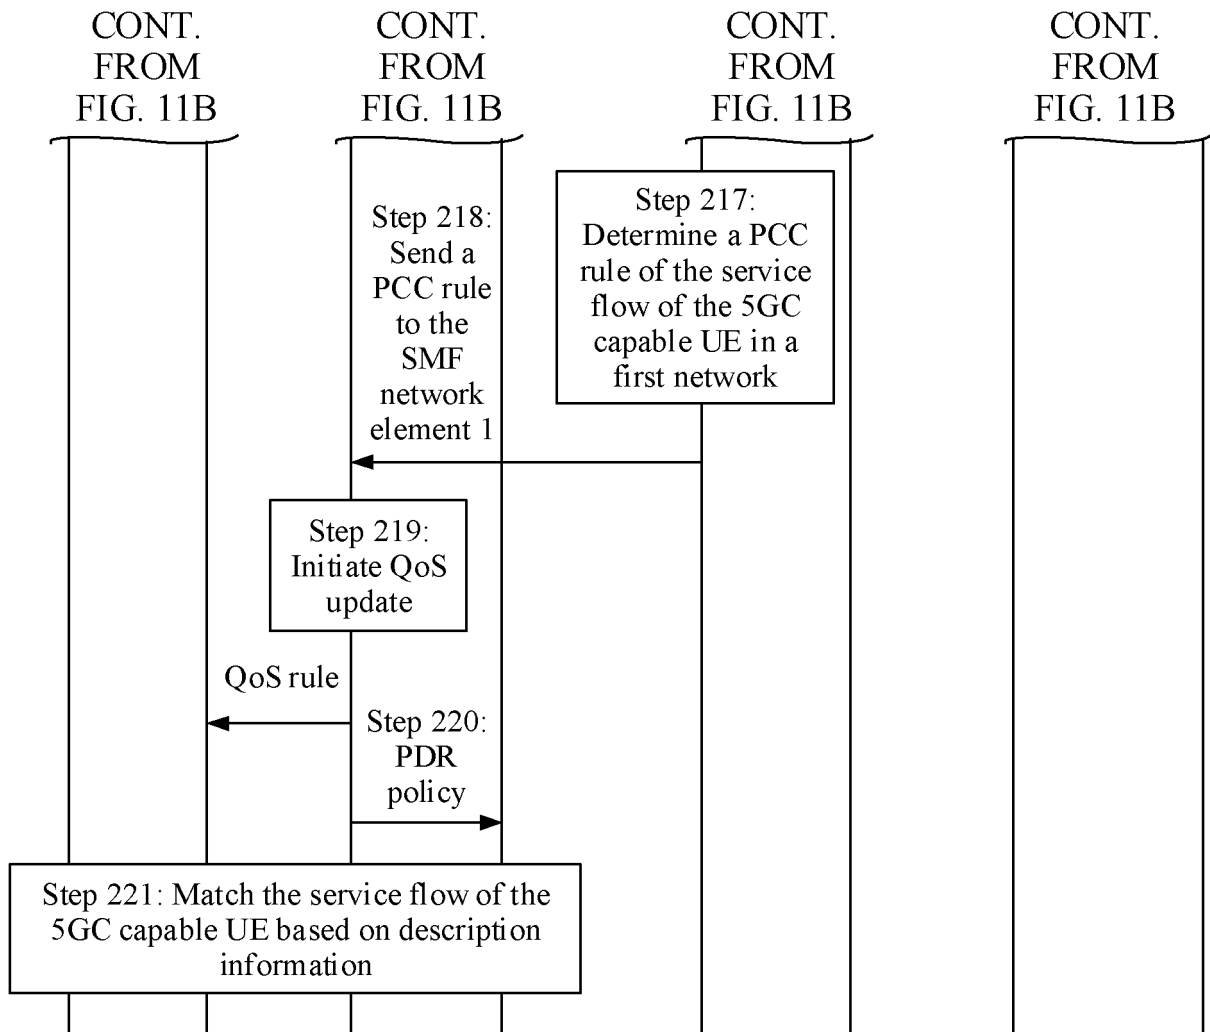 CONT.
FROM
FIG. 11B
CONT.
FROM
FIG. 11B
CONT.
FROM
FIG. 11B
CONT.
FROM
FIG. 11B
Step 217:
Determine a PCC
rule of the service
flow of the 5GC
capable UE in a
first network
Step 218:
Send a
PCC rule
to the
SMF
network
element 1
Step 219:
Initiate QoS
update
QoS rule
Step 220:
PDR
policy
Step 221: Match the service flow of the
5GC capable UE based on description
information